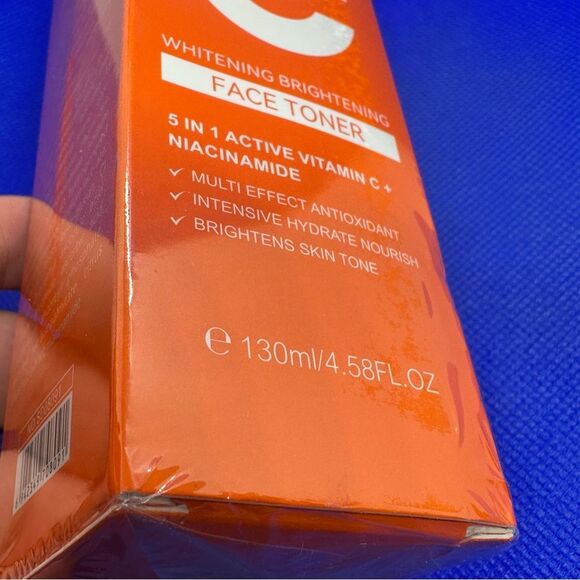 C
WHITENING BRIGHTENING
FACE TONER
5 IN 1 ACTIVE VITAMIN C +
NIACINAMIDE
✓ MULTI EFFECT ANTIOXIDANT
✓ INTENSIVE HYDRATE NOURISH
✓ BRIGHTENS SKIN TONE
℮ 130ml/4.58FL.OZ